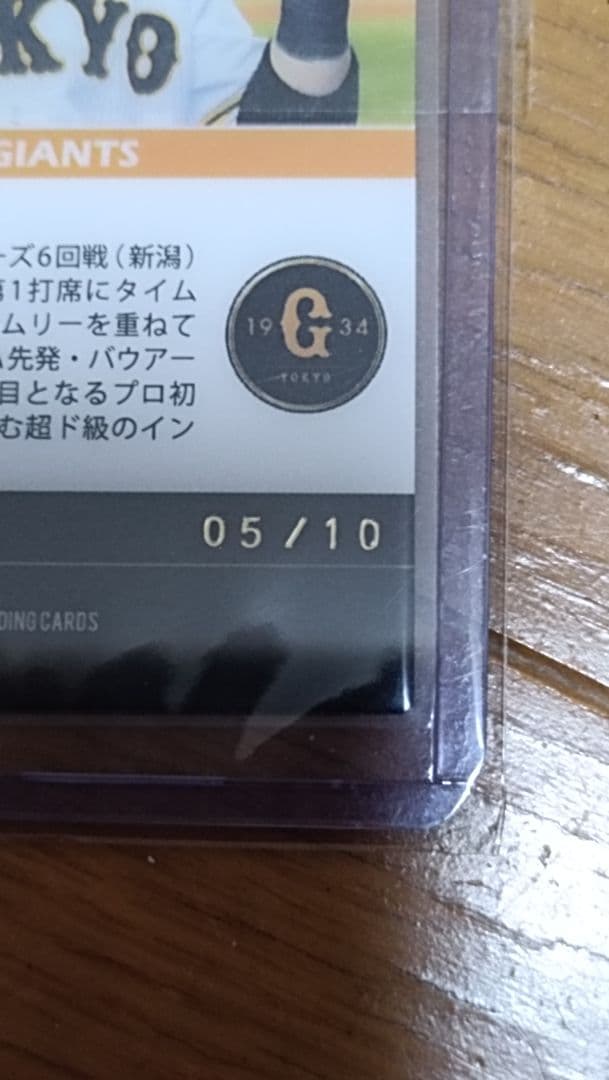 KYO
GIANTS
ーズ6回戦（新潟）
第1打席にタイム
ムリーを重ねて
先発・バウアー
目となるプロ初
む超ド級のイン
19 G 34
TOKYO
05/10
DING CARDS